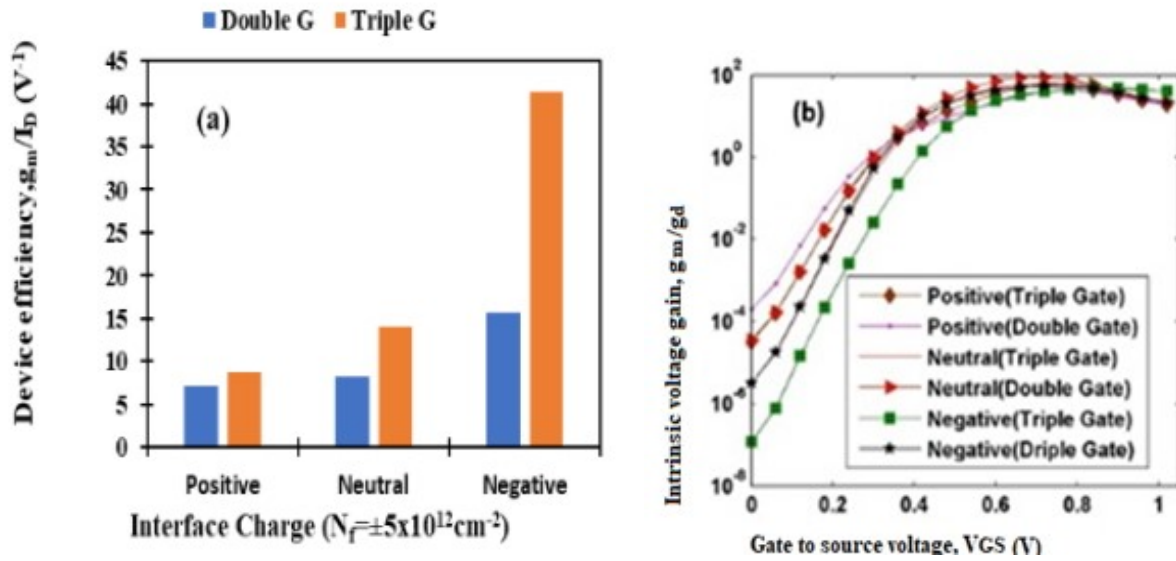 Double G Triple G
Device efficiency,gm/ID (V-1)
45
40
35
30
25
20
15
10
5
0
(a)
Positive Neutral Negative
Interface Charge (Nf=±5x10¹²cm-2)
Intrinsic voltage gain, gm/gd
10²
10⁰
10⁻²
10⁻⁴
10⁻⁶
10⁻⁸
(b)
Positive(Triple Gate)
Positive(Double Gate)
Neutral(Triple Gate)
Neutral(Double Gate)
Negative(Triple Gate)
Negative(Driple Gate)
0 0.2 0.4 0.6 0.8 1
Gate to source voltage, VGS (V)